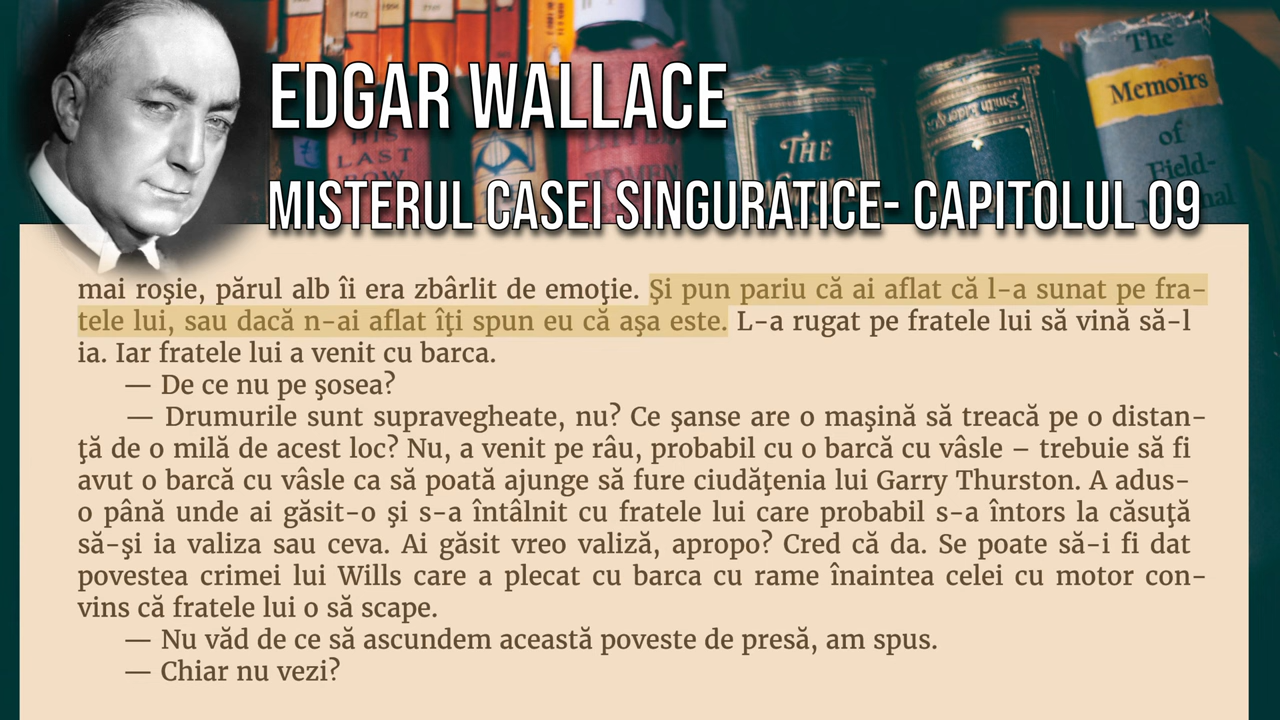 EDGAR WALLACE
MISTERUL CASEI SINGURATICE- CAPITOLUL 09
HIS
LAST
THE
The
Memoirs
of
Field-
mai roşie, părul alb îi era zbârlit de emoţie. Şi pun pariu că ai aflat că l-a sunat pe fra-
tele lui, sau dacă n-ai aflat îţi spun eu că aşa este. L-a rugat pe fratele lui să vină să-l
ia. Iar fratele lui a venit cu barca.
— De ce nu pe şosea?
— Drumurile sunt supravegheate, nu? Ce şanse are o maşină să treacă pe o distan-
ţă de o milă de acest loc? Nu, a venit pe râu, probabil cu o barcă cu vâsle – trebuie să fi
avut o barcă cu vâsle ca să poată ajunge să fure ciudăţenia lui Garry Thurston. A adus-
o până unde ai găsit-o şi s-a întâlnit cu fratele lui care probabil s-a întors la căsuţă
să-şi ia valiza sau ceva. Ai găsit vreo valiză, apropo? Cred că da. Se poate să-i fi dat
povestea crimei lui Wills care a plecat cu barca cu rame înaintea celei cu motor con-
vins că fratele lui o să scape.
— Nu văd de ce să ascundem această poveste de presă, am spus.
— Chiar nu vezi?